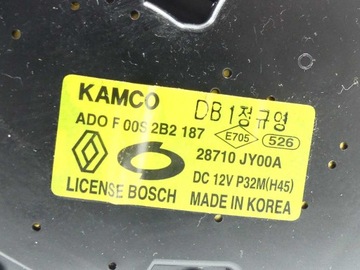 KAMCO DB1정규영
ADO F 00S 2B2 187 E705 526
28710 JY00A
DC 12V P32M(H45)
LICENSE BOSCH MADE IN KOREA